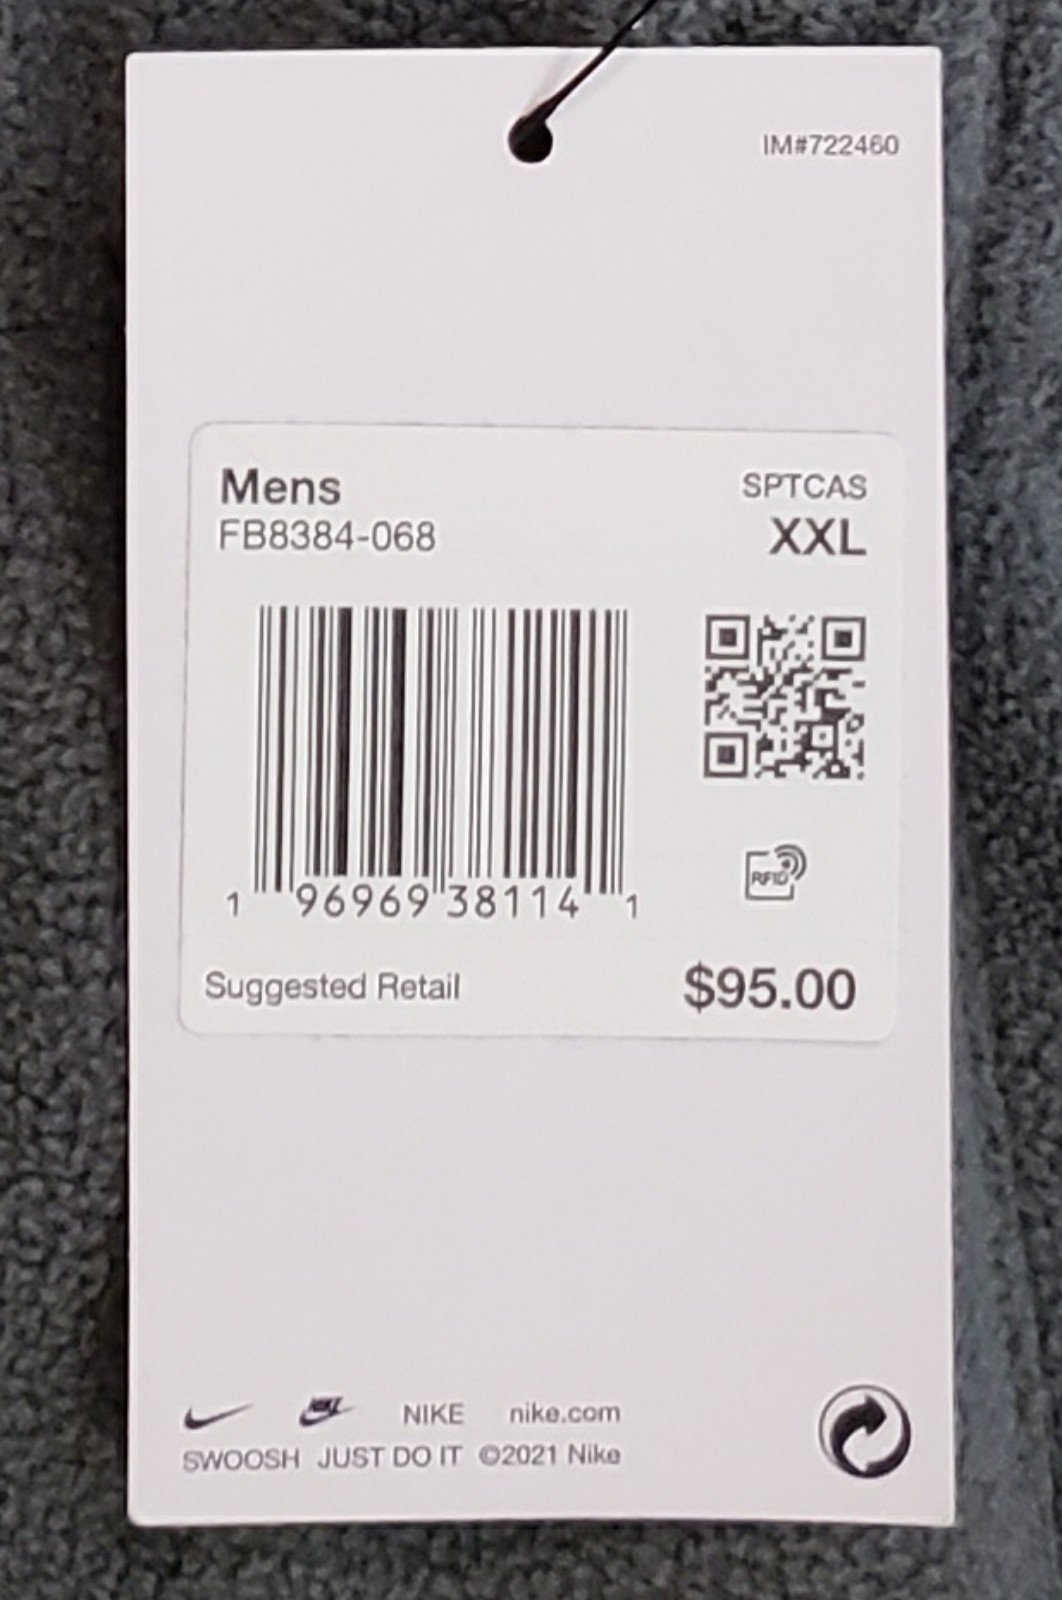 IM#722460
Mens
SPTCAS
FB8384-068
XXL
RFID
1 96969 38114 1
Suggested Retail
$95.00
NIKE nike.com
SWOOSH JUST DO IT ©2021 Nike